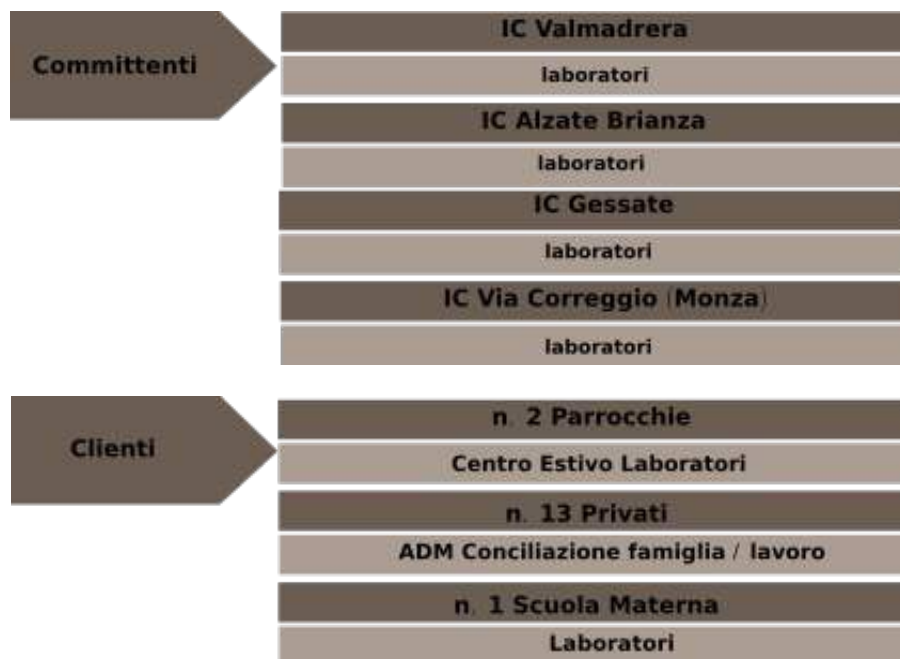 Committenti
IC Valmadrera
laboratori
IC Alzate Brianza
laboratori
IC Gessate
laboratori
IC Via Correggio (Monza)
laboratori
Clienti
n. 2 Parrocchie
Centro Estivo Laboratori
n. 13 Privati
ADM Conciliazione famiglia / lavoro
n. 1 Scuola Materna
Laboratori